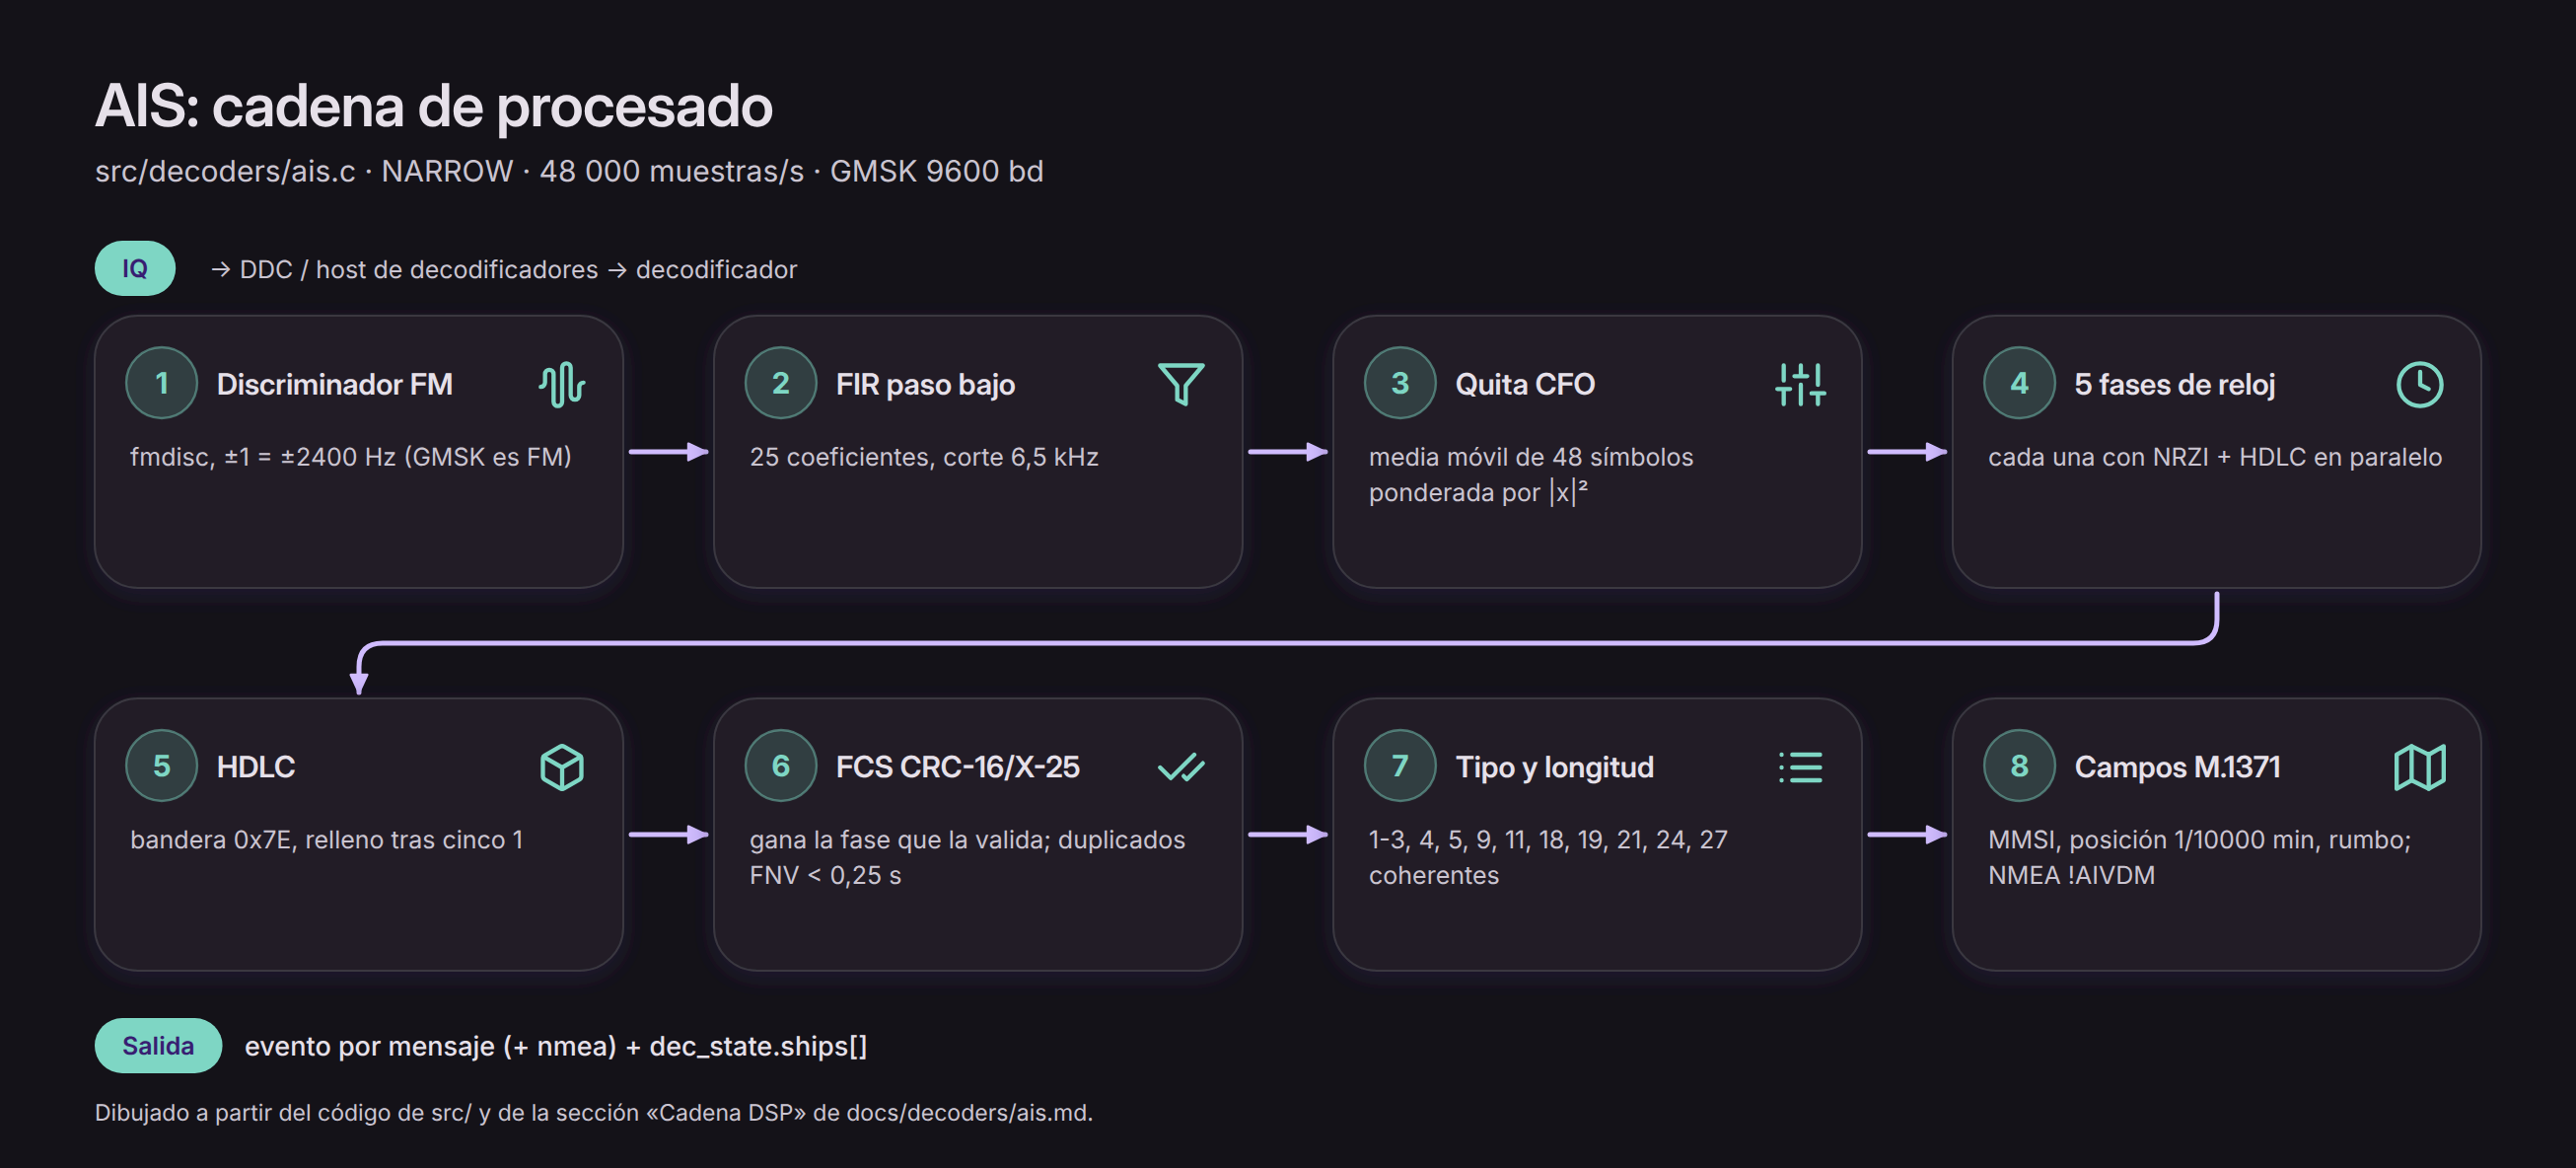 AIS: cadena de procesado
src/decoders/ais.c · NARROW · 48 000 muestras/s · GMSK 9600 bd
IQ → DDC / host de decodificadores → decodificador
1 Discriminador FM
fmdisc, ±1 = ±2400 Hz (GMSK es FM)
2 FIR paso bajo
25 coeficientes, corte 6,5 kHz
3 Quita CFO
media móvil de 48 símbolos
ponderada por |x|²
4 5 fases de reloj
cada una con NRZI + HDLC en paralelo
5 HDLC
bandera 0x7E, relleno tras cinco 1
6 FCS CRC-16/X-25
gana la fase que la valida; duplicados
FNV < 0,25 s
7 Tipo y longitud
1-3, 4, 5, 9, 11, 18, 19, 21, 24, 27
coherentes
8 Campos M.1371
MMSI, posición 1/10000 min, rumbo;
NMEA !AIVDM
Salida evento por mensaje (+ nmea) + dec_state.ships[]
Dibujado a partir del código de src/ y de la sección «Cadena DSP» de docs/decoders/ais.md.